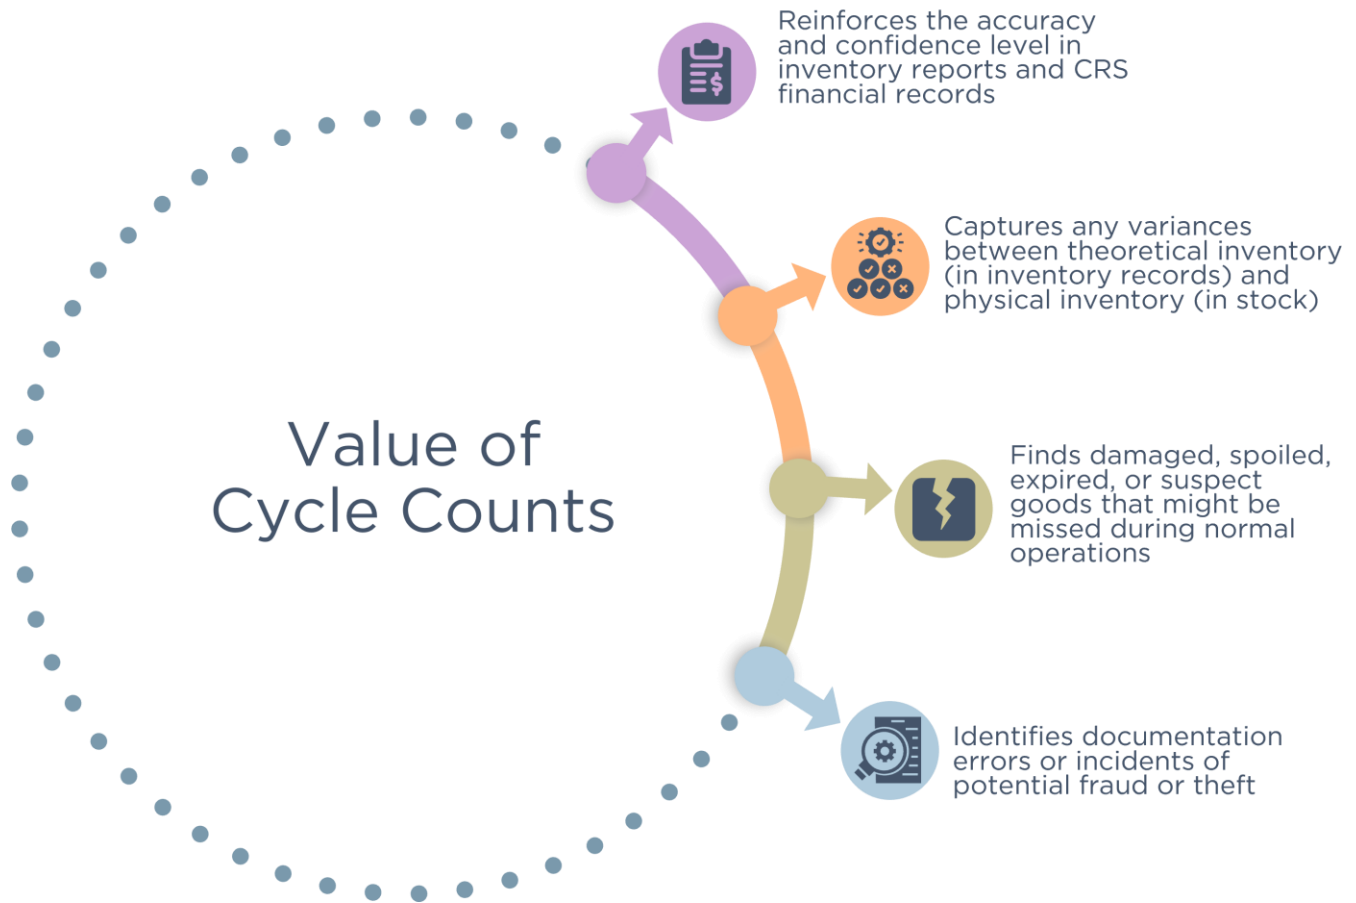 Reinforces the accuracy
and confidence level in
inventory reports and CRS
financial records
Captures any variances
between theoretical inventory
(in inventory records) and
physical inventory (in stock)
Value of
Cycle Counts
Finds damaged, spoiled,
expired, or suspect
goods that might be
missed during normal
operations
Identifies documentation
errors or incidents of
potential fraud or theft